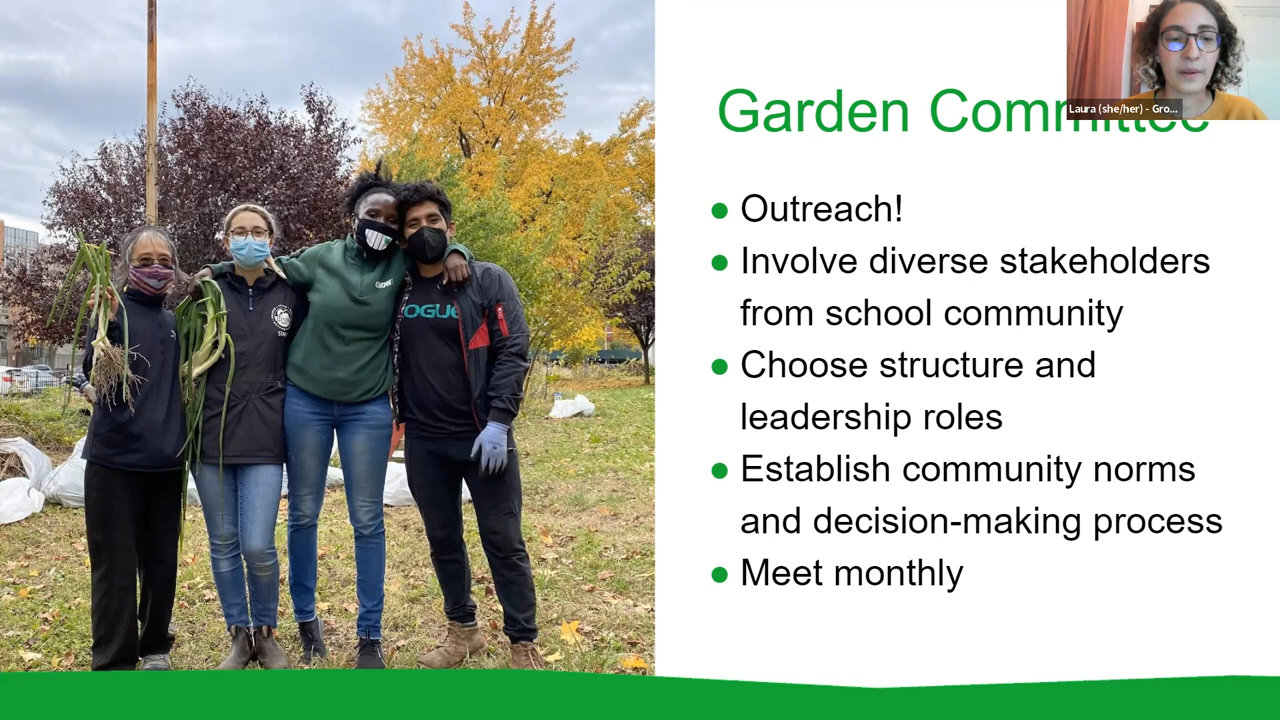 Garden Committee
Laura (she/her) - Gro...
Outreach!
Involve diverse stakeholders
from school community
Choose structure and
leadership roles
Establish community norms
and decision-making process
Meet monthly
OGUE